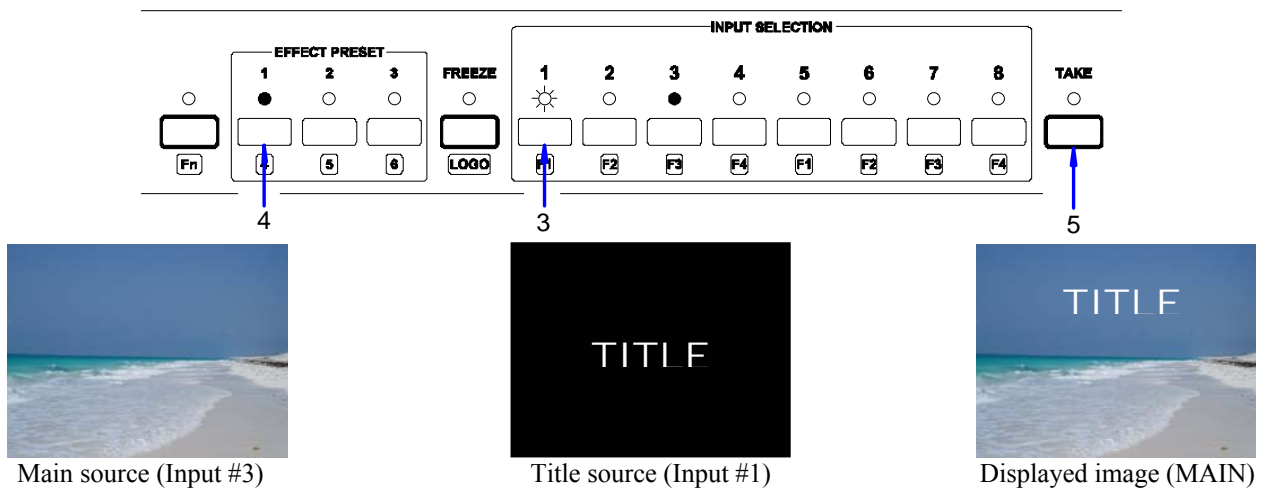 INPUT SELECTION
EFFECT PRESET
1 2 3 FREEZE 1 2 3 4 5 6 7 8 TAKE
Fn 4 5 6 LOGO F1 F2 F3 F4 F1 F2 F3 F4
4 3 5
TITLE
TITLE
Main source (Input #3) Title source (Input #1) Displayed image (MAIN)